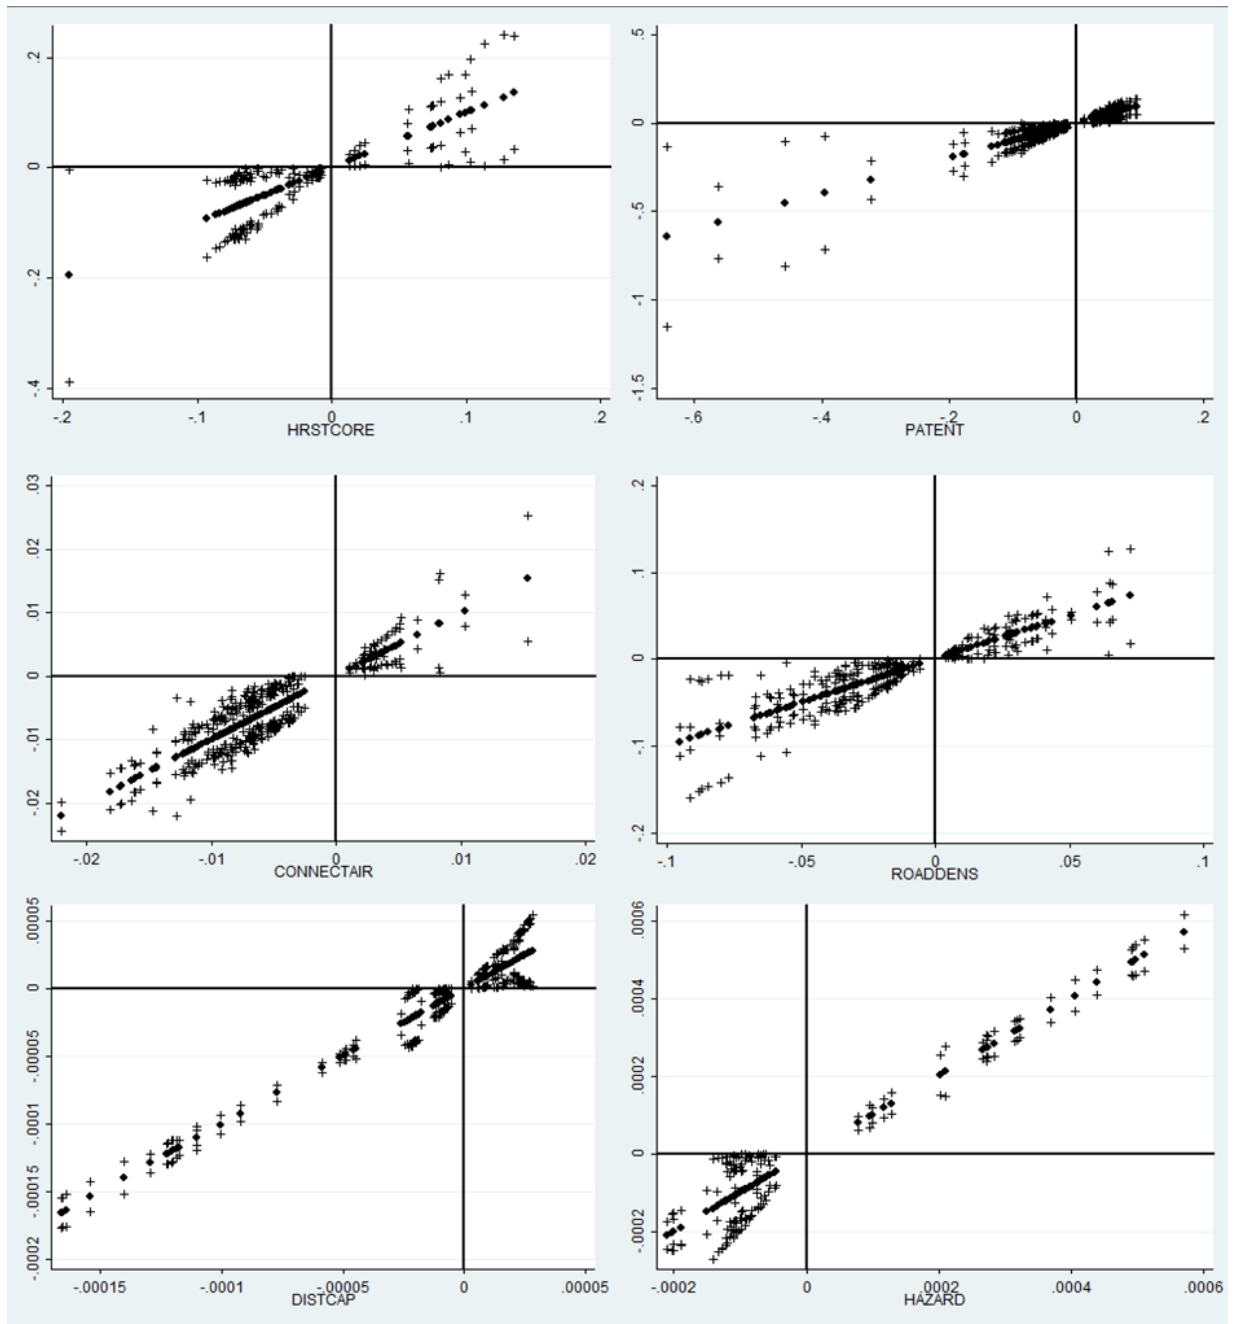 .2
0
-.2
-.4
-.2 -.1 0 .1 .2
HRSTCORE
.5
0
-.5
-1
-1.5
-.6 -.4 -.2 0 .2
PATENT
.03
.02
.01
0
-.01
-.02
-.02 -.01 0 .01 .02
CONNECTAIR
.2
.1
0
-.1
-.2
-.1 -.05 0 .05 .1
ROADDENS
.00005
0
-.00005
-.0001
-.00015
-.0002
-.00015 -.0001 -.00005 0 .00005
DISTCAP
.0006
.0004
.0002
0
-.0002
-.0002 0 .0002 .0004 .0006
HAZARD